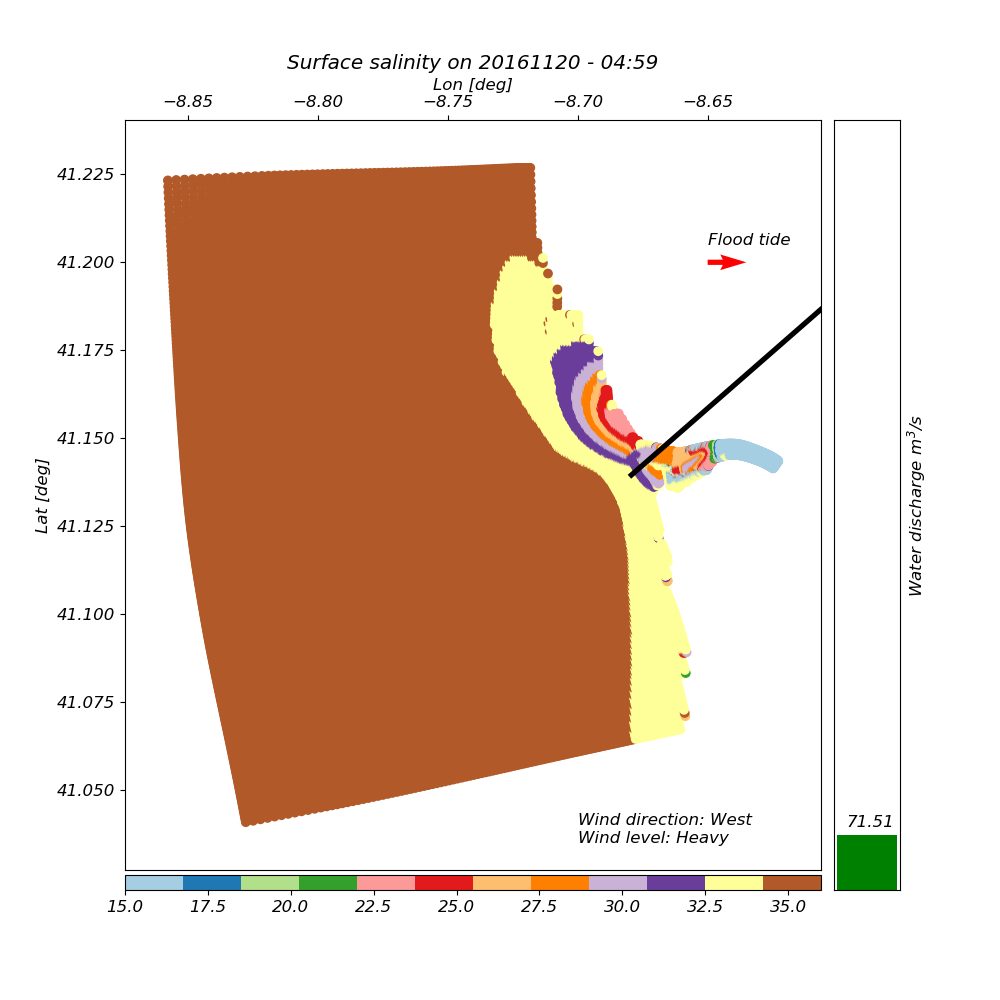 Surface salinity on 20161120 - 04:59
Lon [deg]
−8.85 −8.80 −8.75 −8.70 −8.65
41.225
41.200
41.175
41.150
41.125
41.100
41.075
41.050
Lat [deg]
Flood tide
Wind direction: West
Wind level: Heavy
15.0 17.5 20.0 22.5 25.0 27.5 30.0 32.5 35.0
71.51
Water discharge m³/s